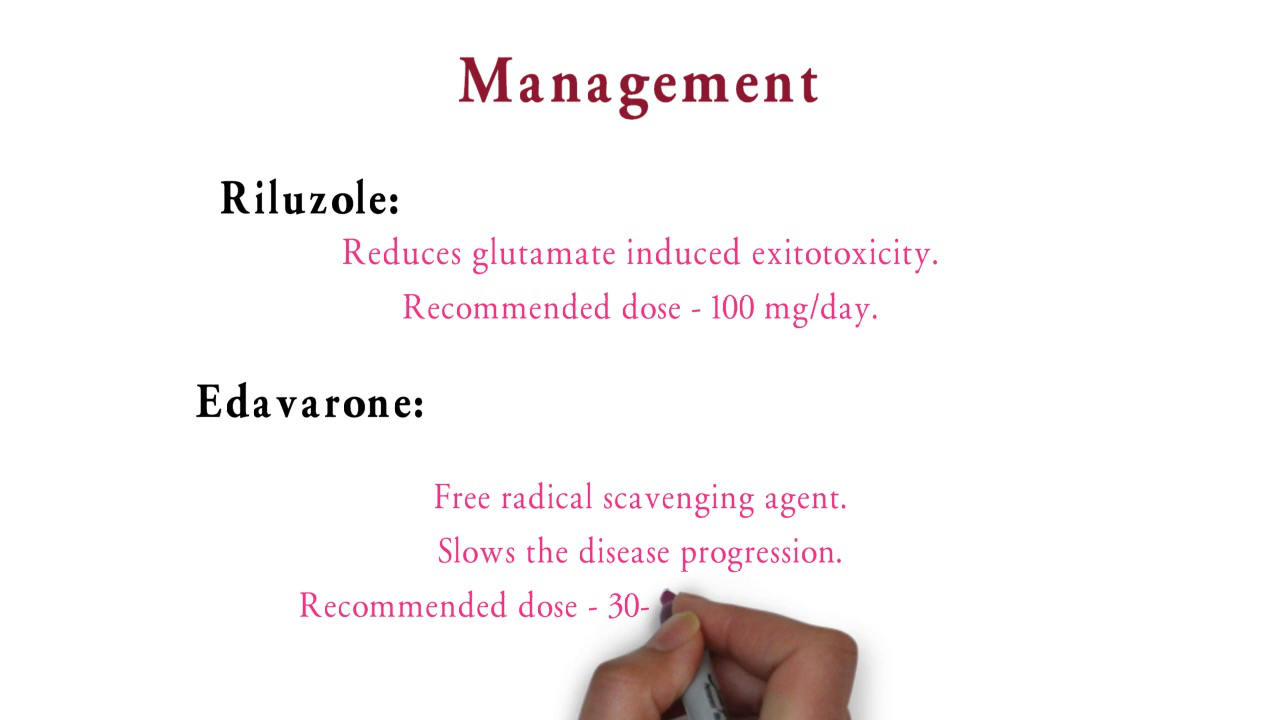 Management
Riluzole:
Reduces glutamate induced exitotoxicity.
Recommended dose - 100 mg/day.
Edavarone:
Free radical scavenging agent.
Slows the disease progression.
Recommended dose - 30-